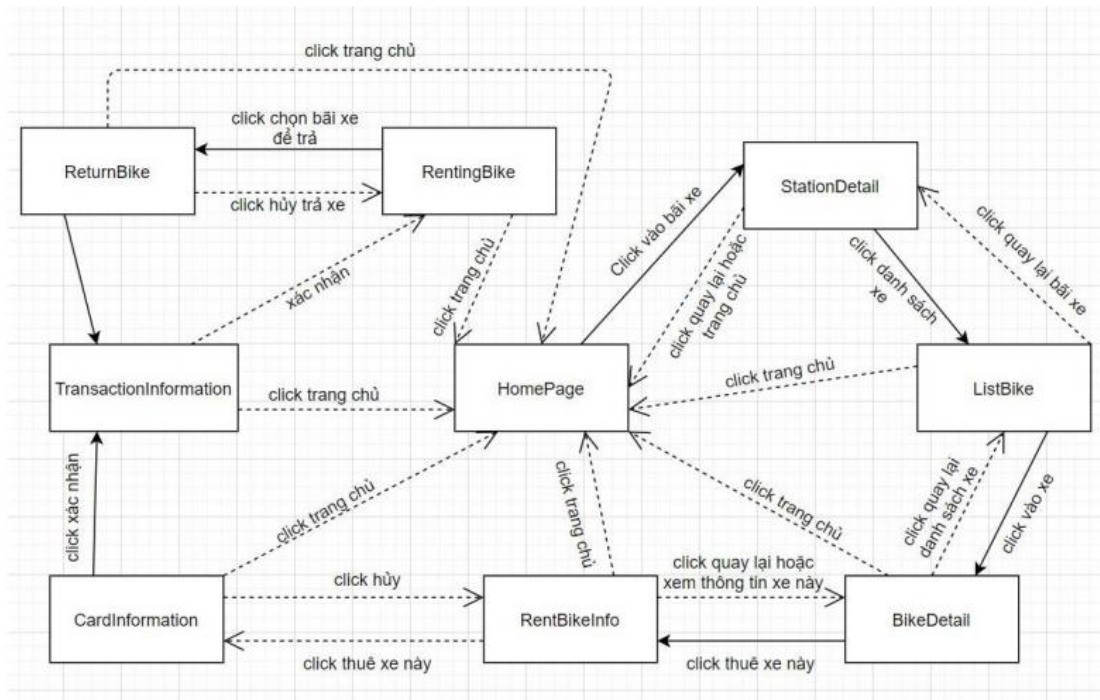 click trang chủ
click chọn bãi xe
để trả
ReturnBike
RentingBike
StationDetail
click hủy trả xe
Click vào bãi xe
click quay lại bãi xe
xác nhận
click trang chủ
click quay lại hoặc
trang chủ
click danh sách
xe
TransactionInformation
click trang chủ
HomePage
click trang chủ
ListBike
click xác nhận
click trang chủ
click trang chủ
click trang chủ
click quay lại
danh sách xe
click vào xe
click hủy
click quay lại hoặc
xem thông tin xe này
CardInformation
RentBikeInfo
BikeDetail
click thuê xe này
click thuê xe này